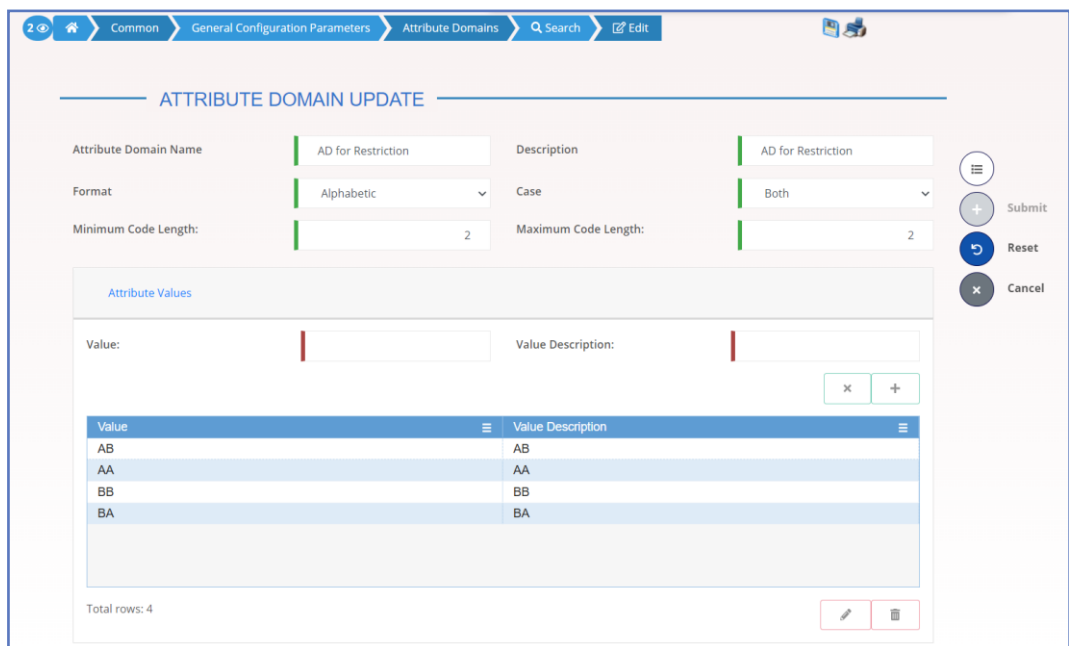 2 Common General Configuration Parameters Attribute Domains Search Edit
ATTRIBUTE DOMAIN UPDATE
Attribute Domain Name AD for Restriction Description AD for Restriction
Format Alphabetic Case Both
Submit
Minimum Code Length: 2 Maximum Code Length: 2
Reset
Cancel
Attribute Values
Value: Value Description:
Value Value Description
AB AB
AA AA
BB BB
BA BA
Total rows: 4